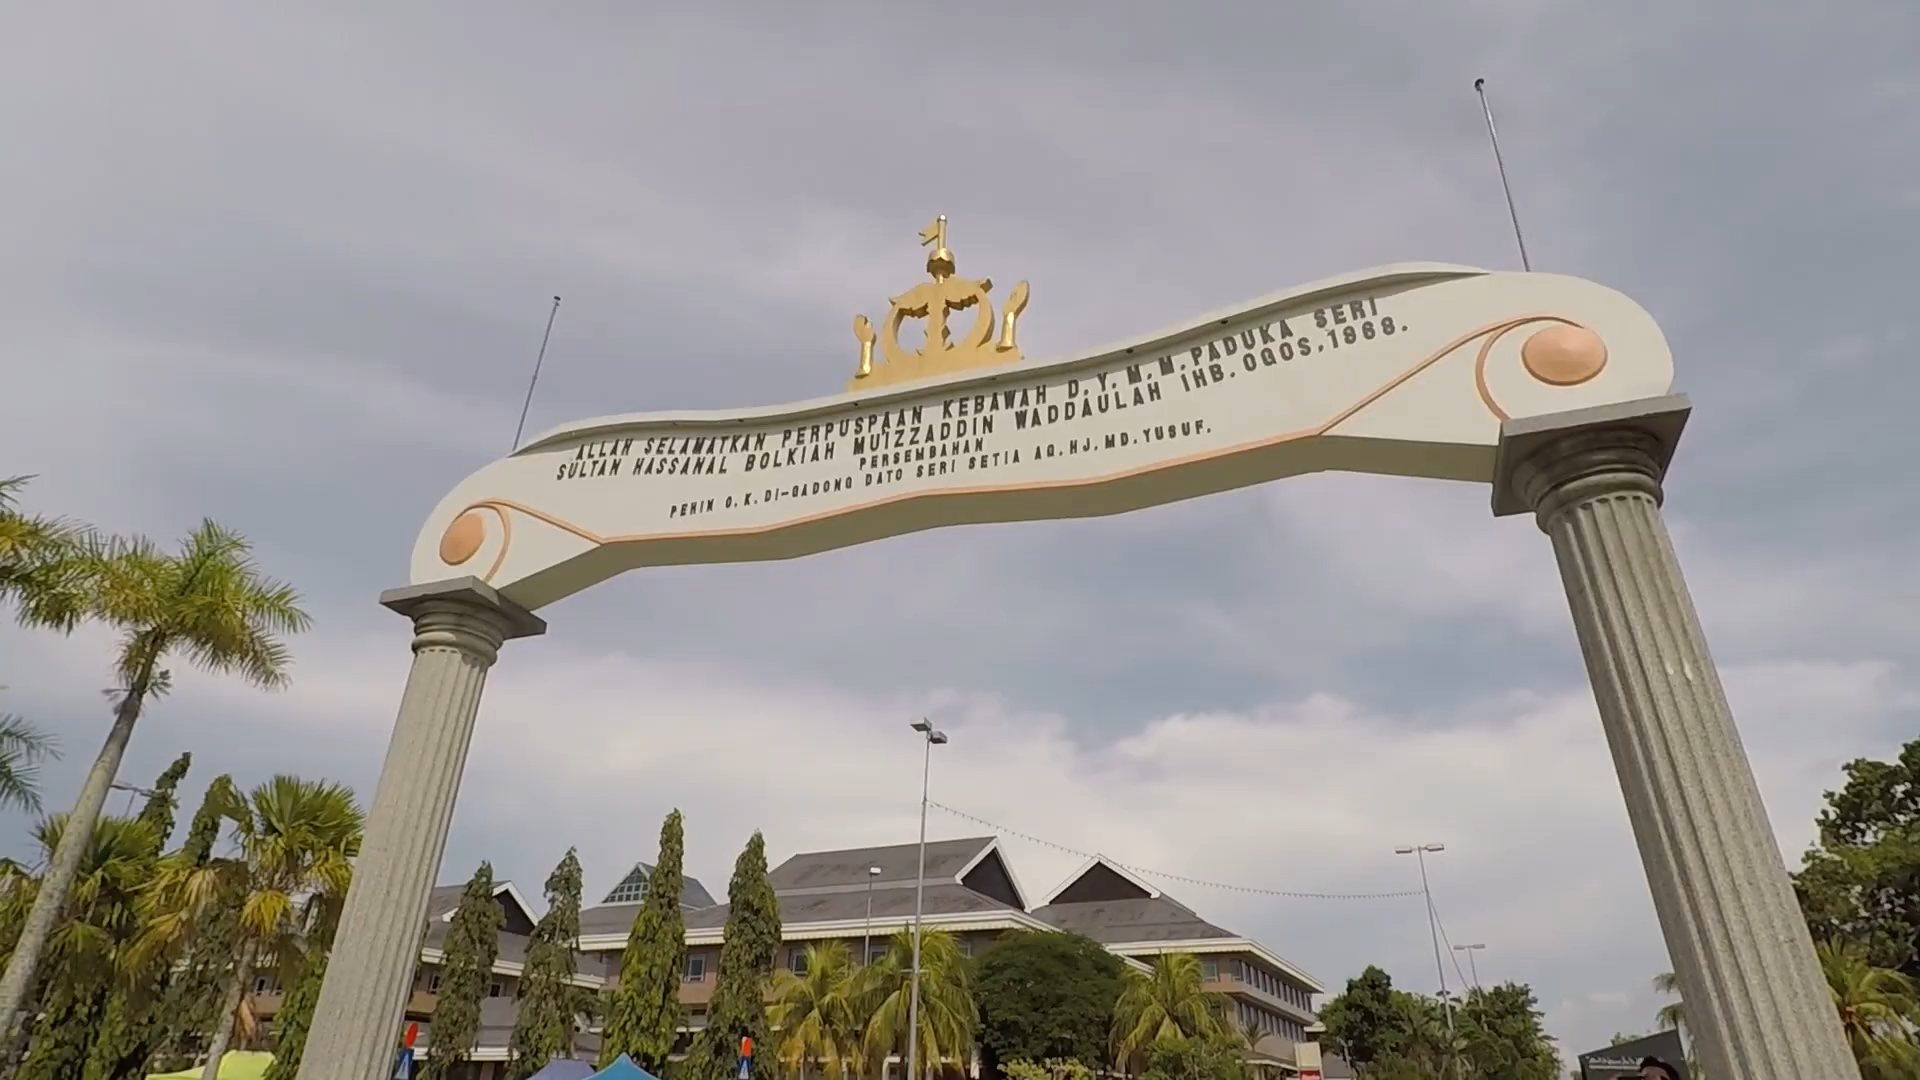 ALLAH SELAMATKAN PERPUSPAAN KEBAWAH D.Y.M.M.PADUKA SERI
SULTAN HASSANAL BOLKIAH MUIZZADDIN WADDAULAH IHB.OGOS,1968.
PERSEMBAHAN
PEHIN O.K.DI-GADONG DATO SERI SETIA AG.HJ.MD.YUSUF.